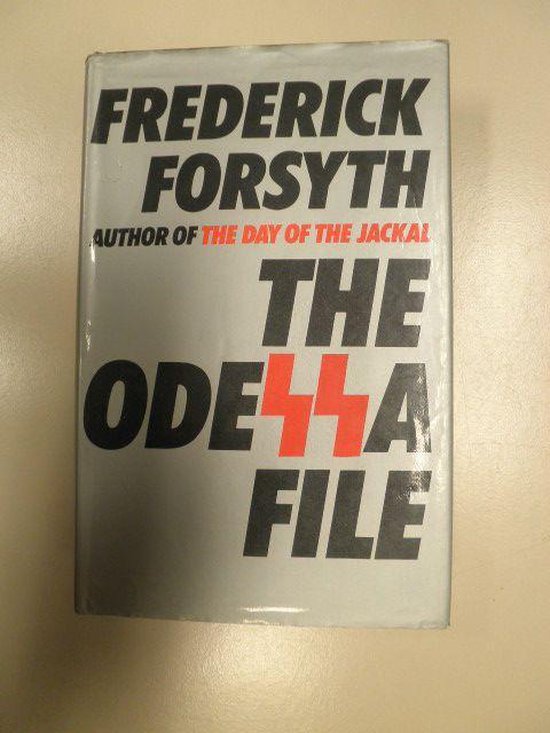 FREDERICK
FORSYTH
AUTHOR OF THE DAY OF THE JACKAL
THE
ODESSA
FILE